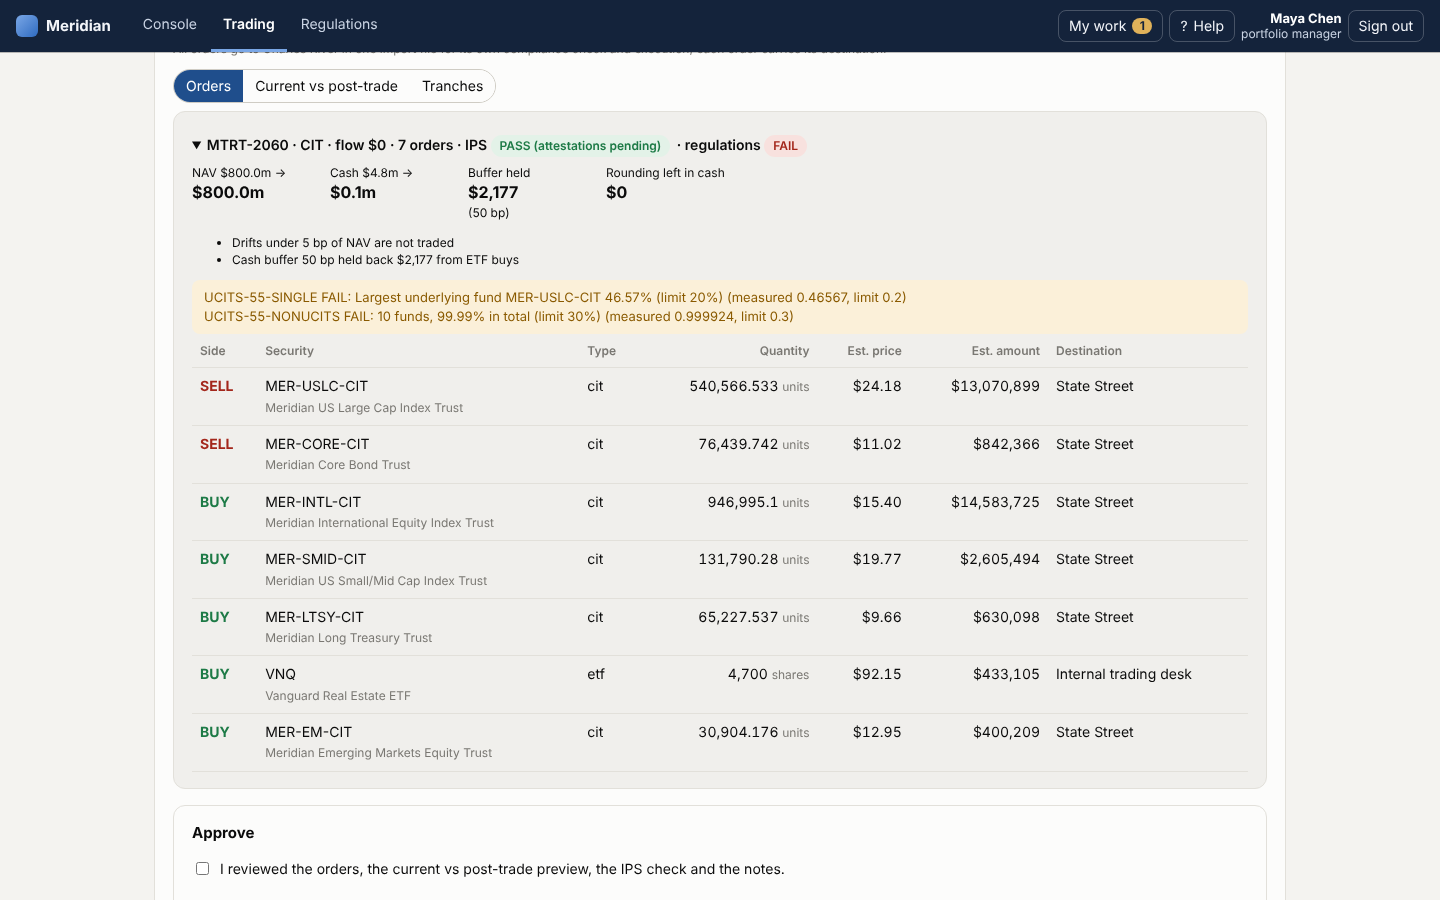 Meridian
Console
Trading
Regulations
My work 1
? Help
Maya Chen
portfolio manager
Sign out
Orders
Current vs post-trade
Tranches
▼ MTRT-2060 · CIT · flow $0 · 7 orders · IPS PASS (attestations pending) · regulations FAIL
NAV $800.0m →
$800.0m
Cash $4.8m →
$0.1m
Buffer held
$2,177
(50 bp)
Rounding left in cash
$0
• Drifts under 5 bp of NAV are not traded
• Cash buffer 50 bp held back $2,177 from ETF buys
UCITS-55-SINGLE FAIL: Largest underlying fund MER-USLC-CIT 46.57% (limit 20%) (measured 0.46567, limit 0.2)
UCITS-55-NONUCITS FAIL: 10 funds, 99.99% in total (limit 30%) (measured 0.999924, limit 0.3)
Side Security Type Quantity Est. price Est. amount Destination
SELL MER-USLC-CIT cit 540,566.533 units $24.18 $13,070,899 State Street
Meridian US Large Cap Index Trust
SELL MER-CORE-CIT cit 76,439.742 units $11.02 $842,366 State Street
Meridian Core Bond Trust
BUY MER-INTL-CIT cit 946,995.1 units $15.40 $14,583,725 State Street
Meridian International Equity Index Trust
BUY MER-SMID-CIT cit 131,790.28 units $19.77 $2,605,494 State Street
Meridian US Small/Mid Cap Index Trust
BUY MER-LTSY-CIT cit 65,227.537 units $9.66 $630,098 State Street
Meridian Long Treasury Trust
BUY VNQ etf 4,700 shares $92.15 $433,105 Internal trading desk
Vanguard Real Estate ETF
BUY MER-EM-CIT cit 30,904.176 units $12.95 $400,209 State Street
Meridian Emerging Markets Equity Trust
Approve
I reviewed the orders, the current vs post-trade preview, the IPS check and the notes.